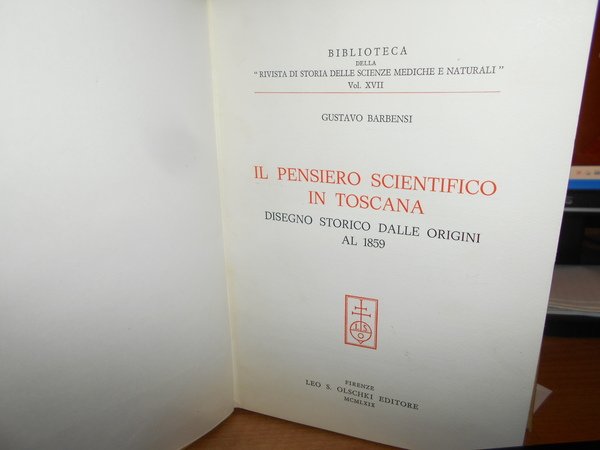 BIBLIOTECA
DELLA
" RIVISTA DI STORIA DELLE SCIENZE MEDICHE E NATURALI "
Vol. XVII
GUSTAVO BARBENSI
IL PENSIERO SCIENTIFICO
IN TOSCANA
DISEGNO STORICO DALLE ORIGINI
AL 1859
L S
O
FIRENZE
LEO S. OLSCHKI EDITORE
MCMLXIX